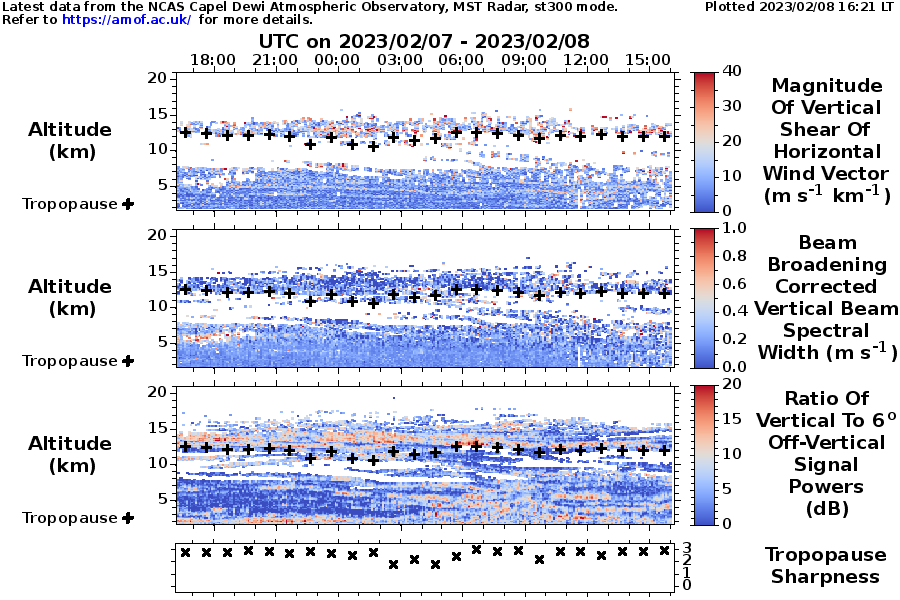 Latest data from the NCAS Capel Dewi Atmospheric Observatory, MST Radar, st300 mode.
Plotted 2023/02/08 16:21 LT
Refer to https://amof.ac.uk/ for more details.
UTC on 2023/02/07 - 2023/02/08
18:00 21:00 00:00 03:00 06:00 09:00 12:00 15:00
20
15
10
5
Altitude
(km)
Tropopause
40
30
20
10
0
Magnitude
Of Vertical
Shear Of
Horizontal
Wind Vector
(m s⁻¹ km⁻¹)
20
15
10
5
Altitude
(km)
Tropopause
1.0
0.8
0.6
0.4
0.2
0.0
Beam
Broadening
Corrected
Vertical Beam
Spectral
Width (m s⁻¹)
20
15
10
5
Altitude
(km)
Tropopause
20
15
10
5
0
Ratio Of
Vertical To 6°
Off-Vertical
Signal
Powers
(dB)
3
2
1
0
Tropopause
Sharpness